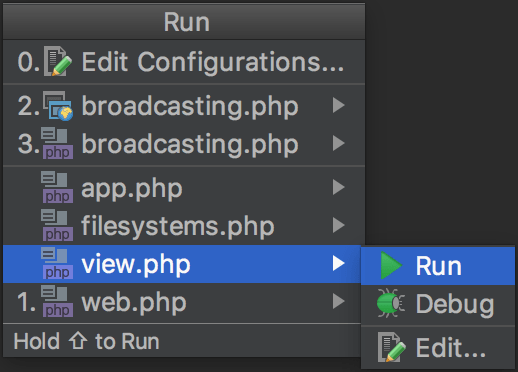 Run
0. Edit Configurations...
2. broadcasting.php
php 3. broadcasting.php
php app.php
php filesystems.php
php view.php
Run
php 1. web.php
Debug
Hold ⇧ to Run
Edit...